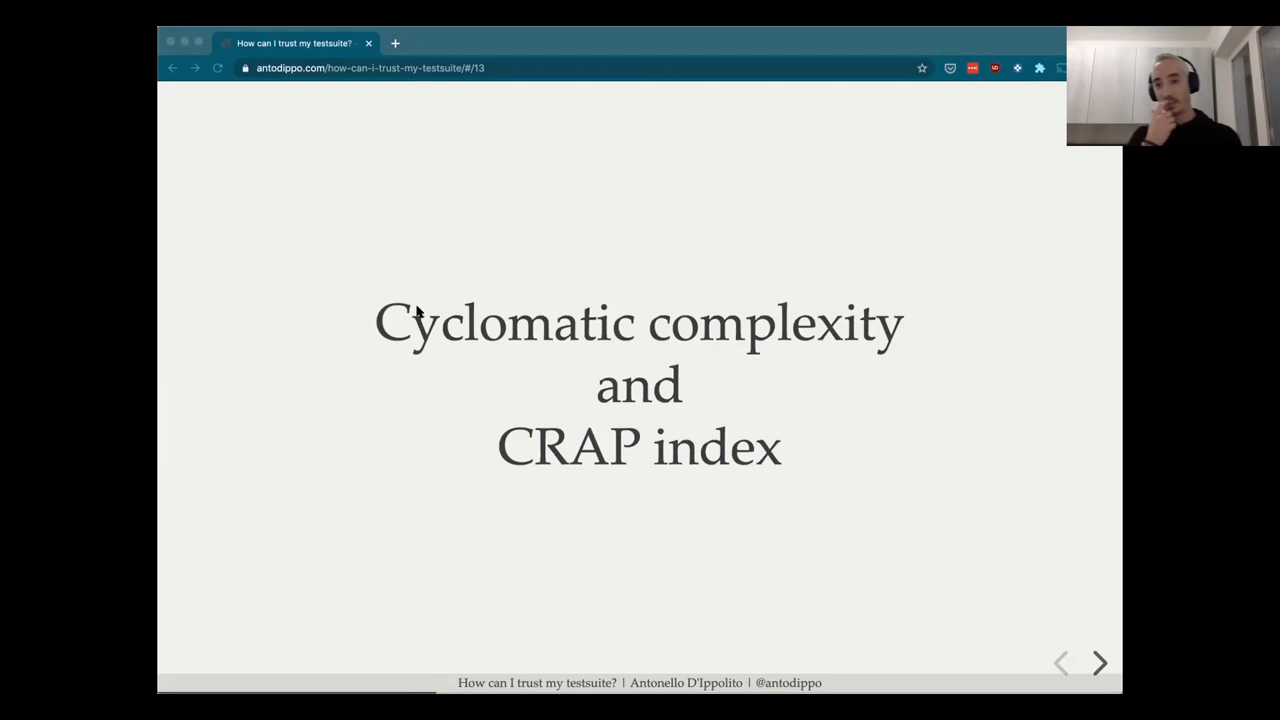 How can I trust my testsuite?
antodippo.com/how-can-i-trust-my-testsuite/#/13
Cyclomatic complexity
and
CRAP index
How can I trust my testsuite? | Antonello D'Ippolito | @antodippo